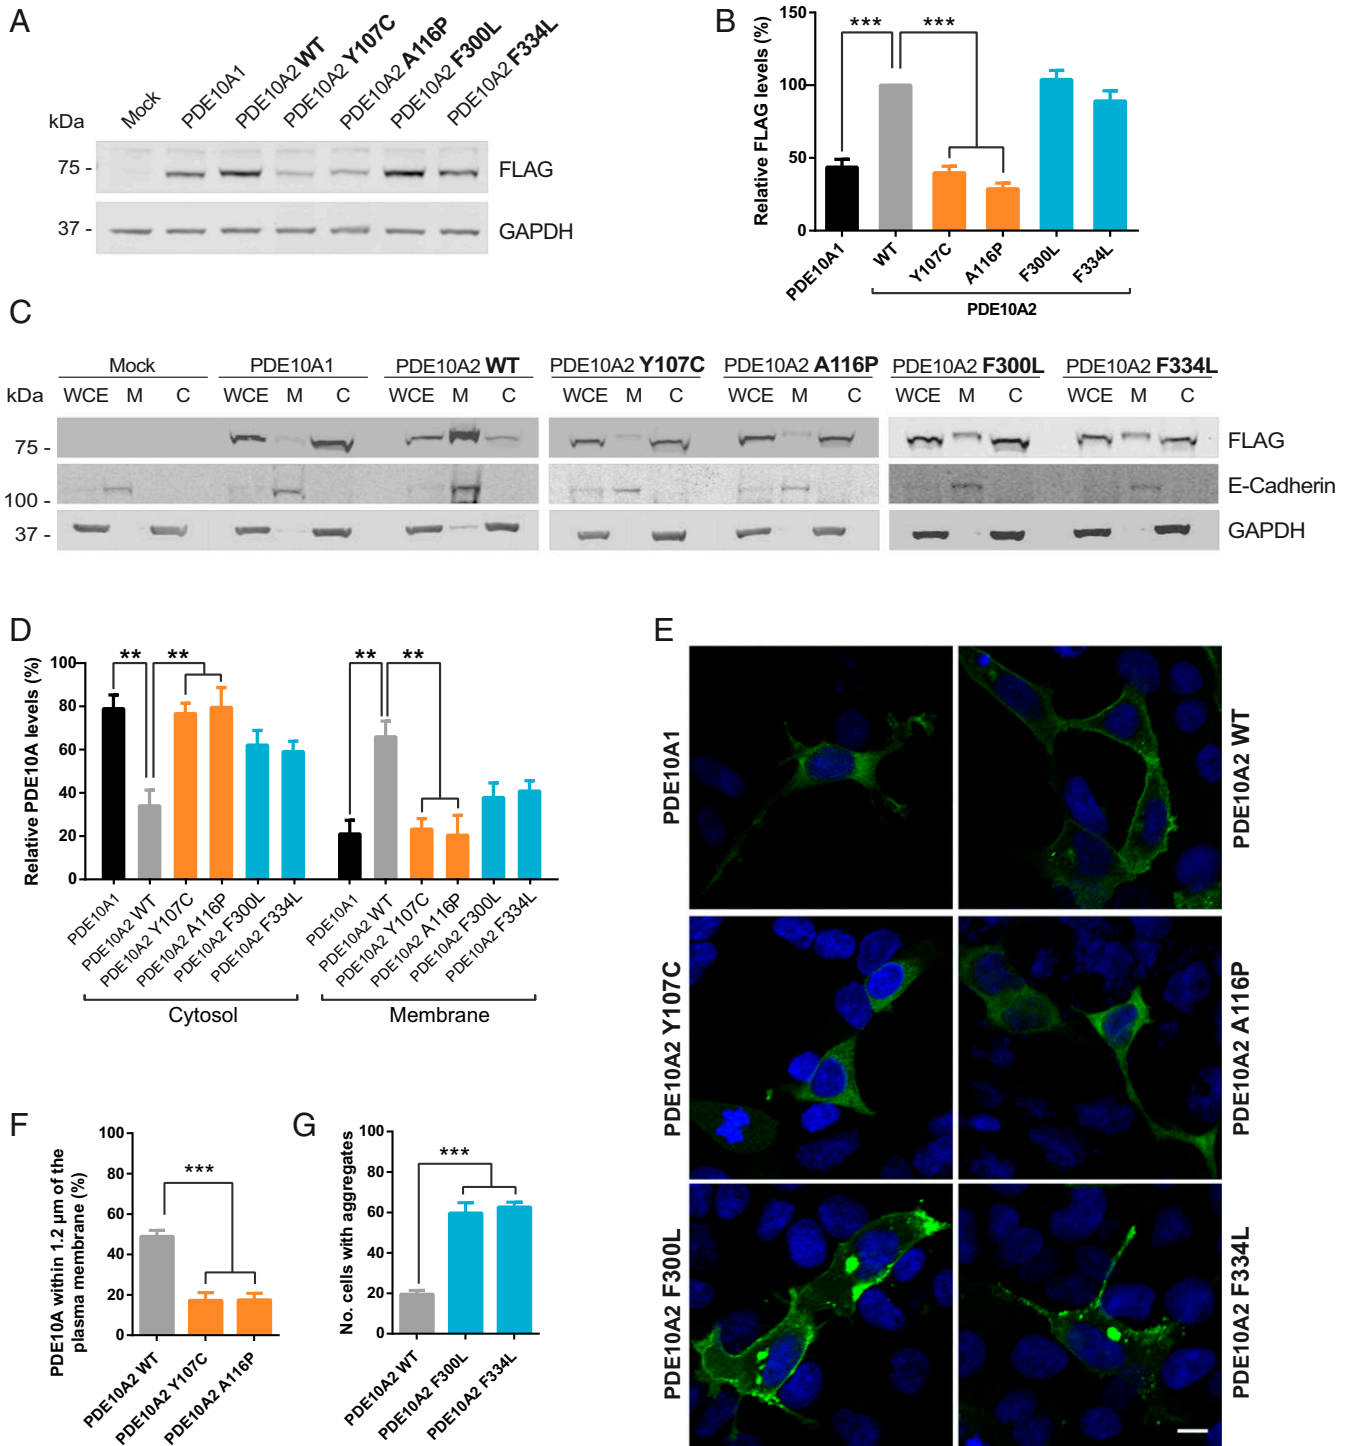 A
Mock
PDE10A1
PDE10A2 WT
PDE10A2 Y107C
PDE10A2 A116P
PDE10A2 F300L
PDE10A2 F334L
kDa
75 -
FLAG
37 -
GAPDH
B
Relative FLAG levels (%)
150
100
50
0
*** ***
PDE10A1
WT
Y107C
A116P
F300L
F334L
PDE10A2
C
Mock PDE10A1 PDE10A2 WT PDE10A2 Y107C PDE10A2 A116P PDE10A2 F300L PDE10A2 F334L
kDa WCE M C WCE M C WCE M C WCE M C WCE M C WCE M C WCE M C
75 - FLAG
100 - E-Cadherin
37 - GAPDH
D
Relative PDE10A levels (%)
100
80
60
40
20
0
** ** ** **
PDE10A1
PDE10A2 WT
PDE10A2 Y107C
PDE10A2 A116P
PDE10A2 F300L
PDE10A2 F334L
PDE10A1
PDE10A2 WT
PDE10A2 Y107C
PDE10A2 A116P
PDE10A2 F300L
PDE10A2 F334L
Cytosol Membrane
E
PDE10A1
PDE10A2 WT
PDE10A2 Y107C
PDE10A2 A116P
PDE10A2 F300L
PDE10A2 F334L
F
PDE10A within 1.2 µm of the
plasma membrane (%)
100
80
60
40
20
0
***
PDE10A2 WT
PDE10A2 Y107C
PDE10A2 A116P
G
No. cells with aggregates
100
80
60
40
20
0
***
PDE10A2 WT
PDE10A2 F300L
PDE10A2 F334L